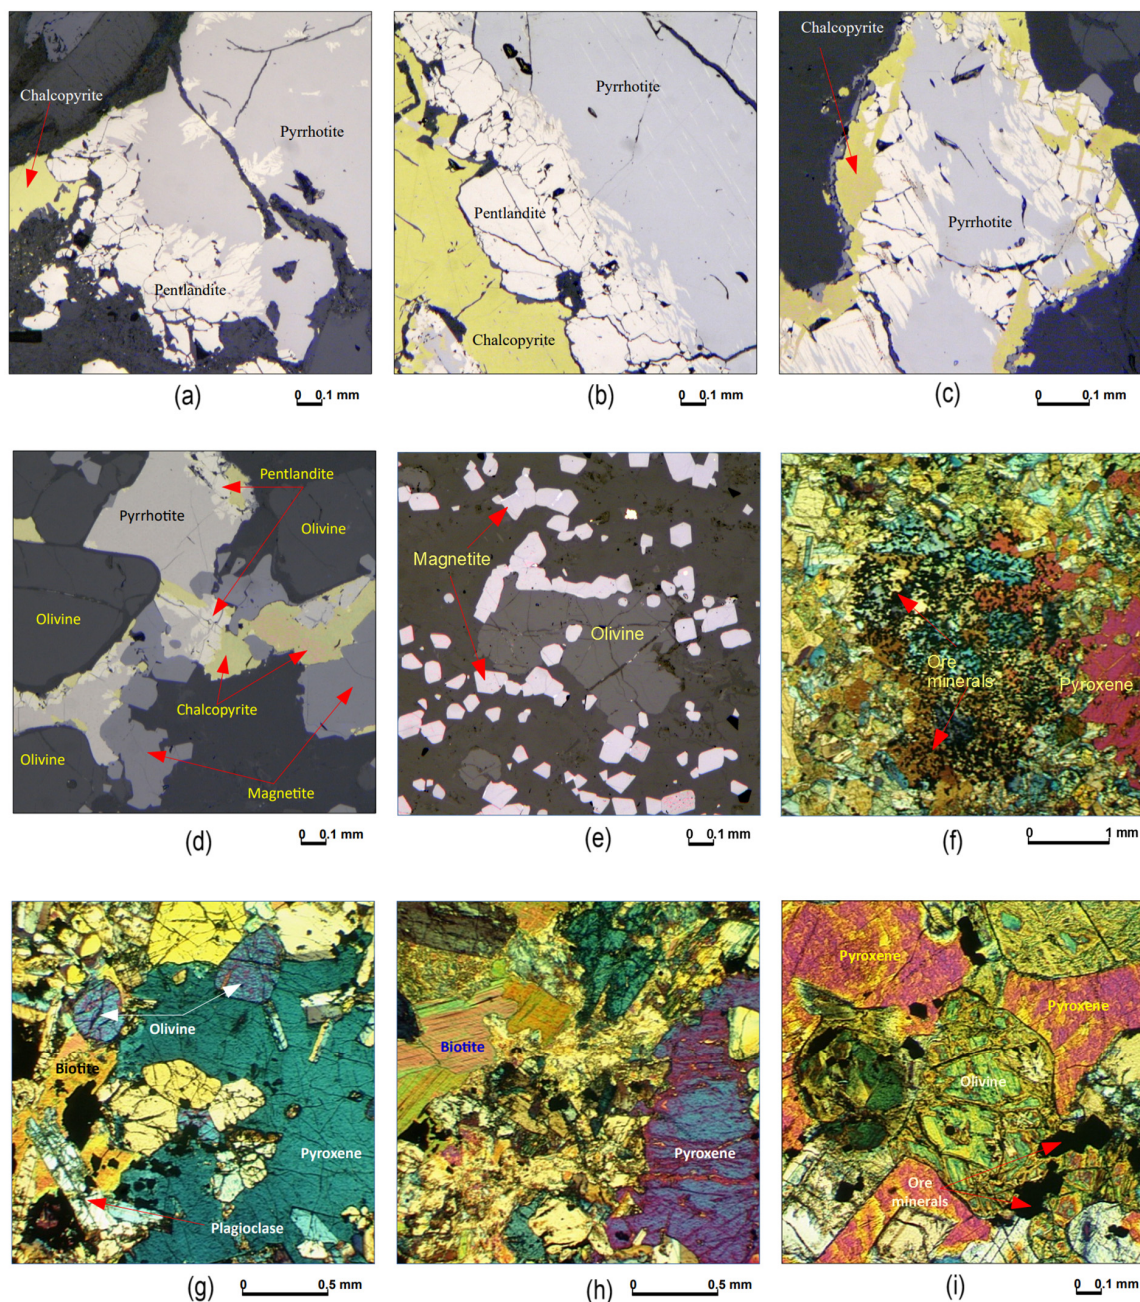 Chalcopyrite
Pyrrhotite
Pentlandite
(a)
0 0.1 mm
Pyrrhotite
Pentlandite
Chalcopyrite
(b)
0 0.1 mm
Chalcopyrite
Pyrrhotite
(c)
0 0.1 mm
Pentlandite
Pyrrhotite
Olivine
Olivine
Chalcopyrite
Olivine
Magnetite
(d)
0 0.1 mm
Magnetite
Olivine
(e)
0 0.1 mm
Ore
minerals
Pyroxene
(f)
0 1 mm
Olivine
Biotite
Pyroxene
Plagioclase
(g)
0 0.5 mm
Biotite
Pyroxene
(h)
0 0.5 mm
Pyroxene
Pyroxene
Olivine
Ore
minerals
(i)
0 0.1 mm